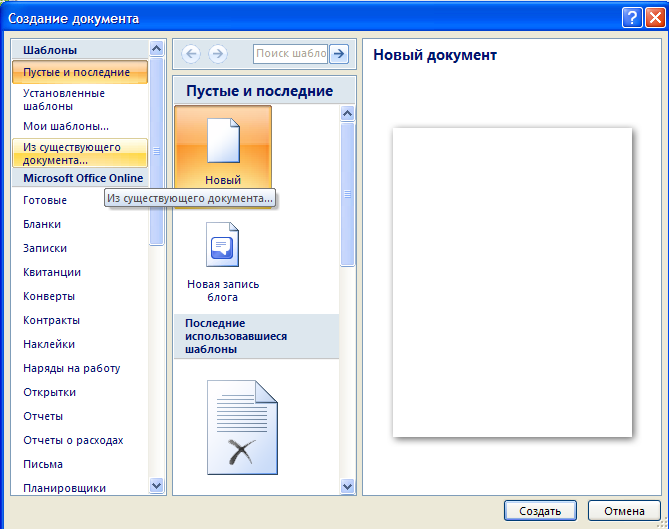 Создание документа
Шаблоны
Пустые и последние
Установленные
шаблоны
Мои шаблоны...
Из существующего
документа...
Microsoft Office Online
Готовые
Бланки
Записки
Квитанции
Конверты
Контракты
Наклейки
Наряды на работу
Открытки
Отчеты
Отчеты о расходах
Письма
Планировщики
Поиск шабло
Пустые и последние
Новый
Из существующего документа...
Новая запись
блога
Последние
использовавшиеся
шаблоны
Новый документ
Создать
Отмена